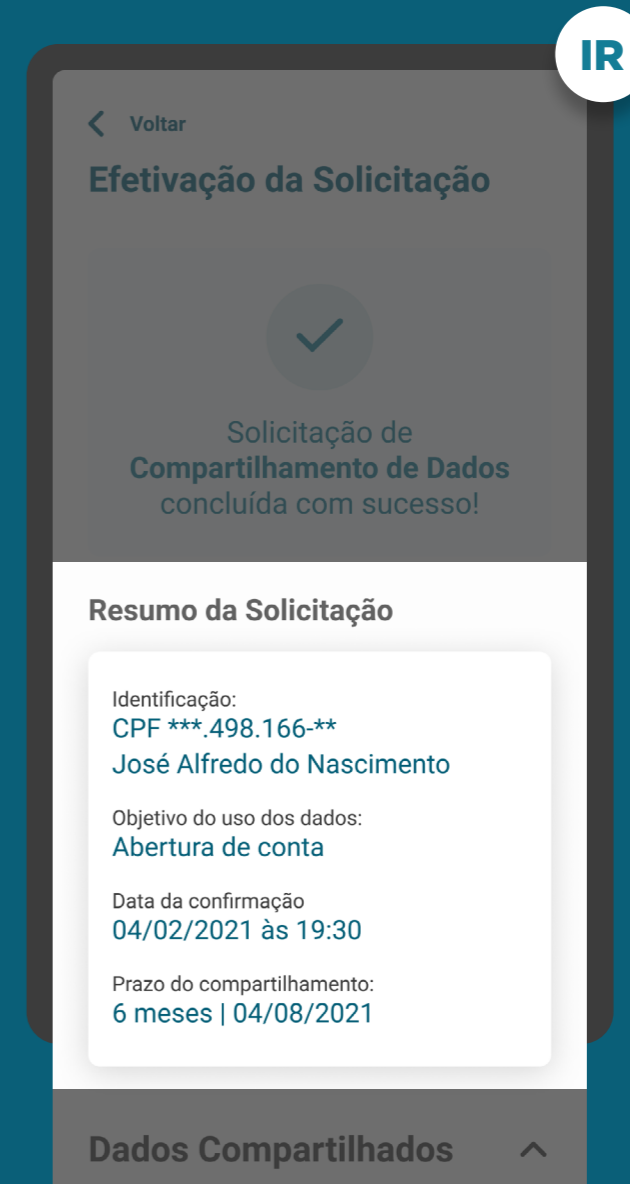 IR
Voltar
Efetivação da Solicitação
Solicitação de
Compartilhamento de Dados
concluída com sucesso!
Resumo da Solicitação
Identificação:
CPF ***.498.166-**
José Alfredo do Nascimento
Objetivo do uso dos dados:
Abertura de conta
Data da confirmação
04/02/2021 às 19:30
Prazo do compartilhamento:
6 meses | 04/08/2021
Dados Compartilhados